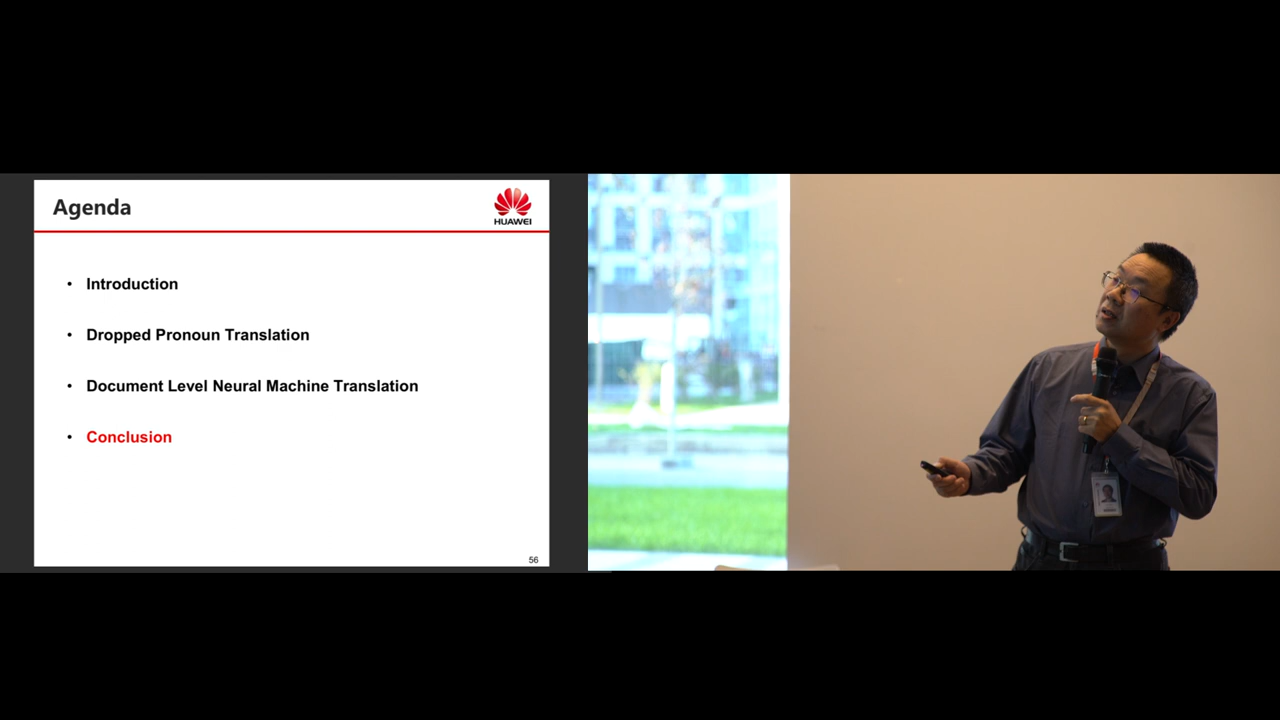 Agenda
HUAWEI
• Introduction
• Dropped Pronoun Translation
• Document Level Neural Machine Translation
• Conclusion
56